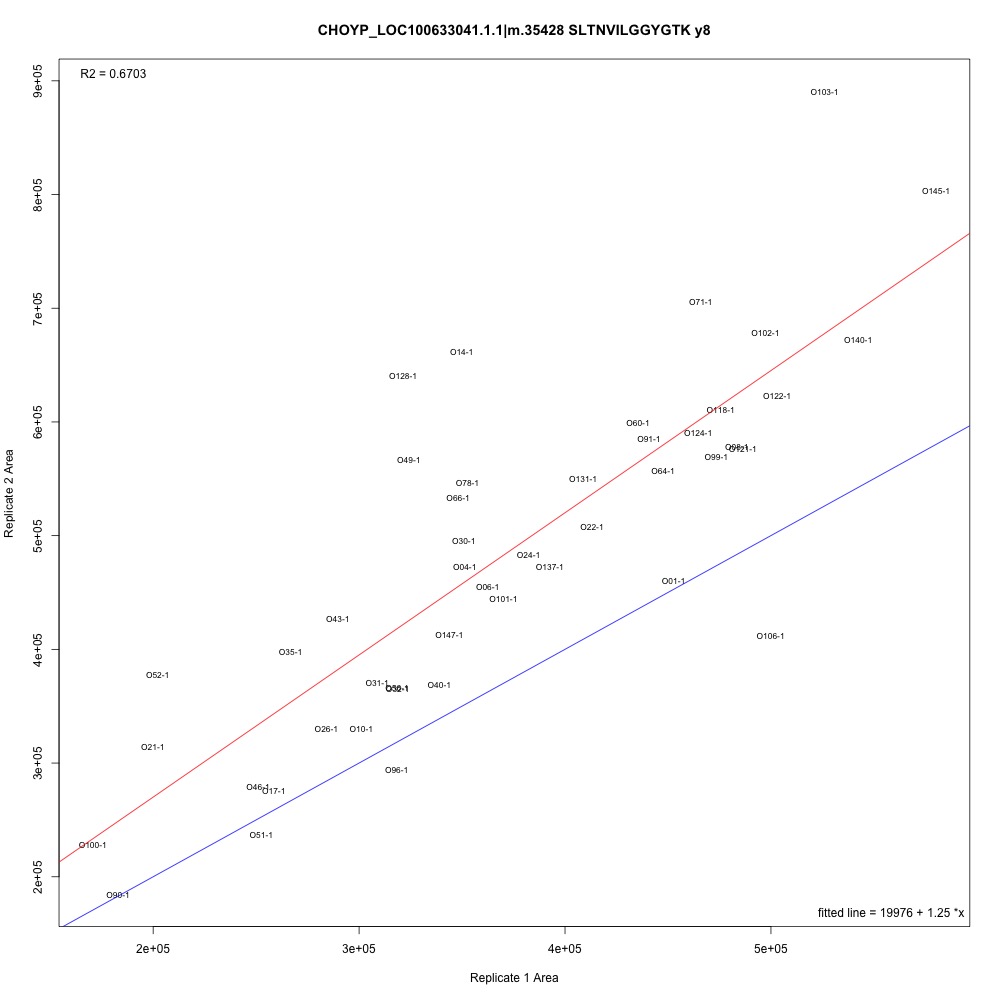 CHOYP_LOC100633041.1.1|m.35428 SLTNVILGGYGTK y8
R2 = 0.6703
9e+05
8e+05
7e+05
6e+05
5e+05
4e+05
3e+05
2e+05
Replicate 2 Area
O103-1
O145-1
O71-1
O102-1
O140-1
O14-1
O128-1
O122-1
O118-1
O60-1
O124-1
O91-1
O121-1
O99-1
O49-1
O64-1
O131-1
O78-1
O66-1
O22-1
O30-1
O24-1
O04-1
O137-1
O01-1
O06-1
O101-1
O43-1
O147-1
O106-1
O35-1
O52-1
O31-1
O40-1
O32-1
O26-1
O10-1
O21-1
O96-1
O46-1
O17-1
O51-1
O100-1
O90-1
fitted line = 19976 + 1.25 *x
2e+05
3e+05
4e+05
5e+05
Replicate 1 Area